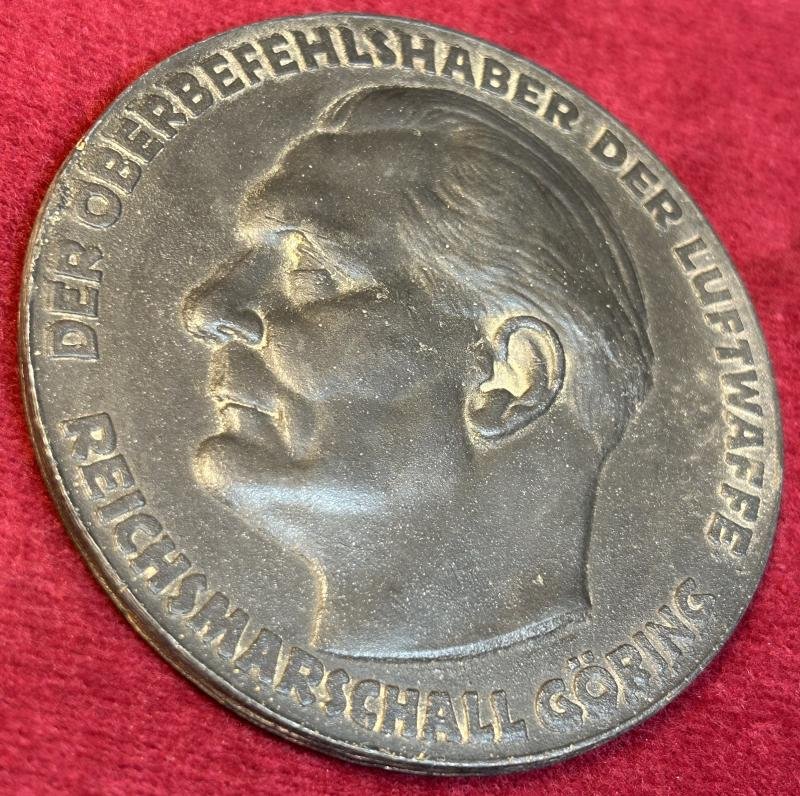 DER OBERBEFEHLSHABER DER LUFTWAFFE
REICHSMARSCHALL GÖRING